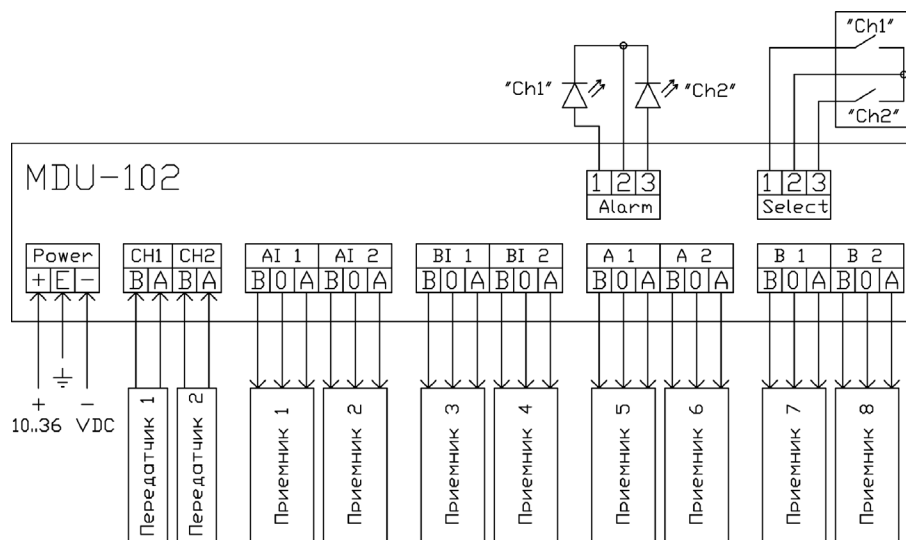 "Ch1"
"Ch1" "Ch2"
"Ch2"
MDU-102
1 2 3
Alarm
1 2 3
Select
Power
+ E -
CH1 CH2
B A B A
AI 1 AI 2
B 0 A B 0 A
BI 1 BI 2
B 0 A B 0 A
A 1 A 2
B 0 A B 0 A
B 1 B 2
B 0 A B 0 A
+ -
10..36 VDC
Передатчик 1
Передатчик 2
Приемник 1
Приемник 2
Приемник 3
Приемник 4
Приемник 5
Приемник 6
Приемник 7
Приемник 8